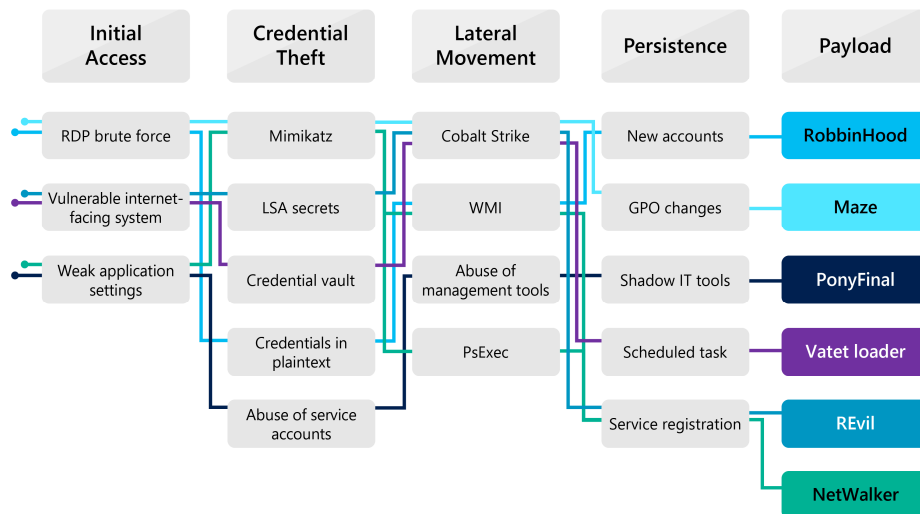 Initial
Access
Credential
Theft
Lateral
Movement
Persistence
Payload
RDP brute force
Mimikatz
Cobalt Strike
New accounts
RobbinHood
Vulnerable internet-
facing system
LSA secrets
WMI
GPO changes
Maze
Weak application
settings
Credential vault
Abuse of
management tools
Shadow IT tools
PonyFinal
Credentials in
plaintext
PsExec
Scheduled task
Vatet loader
Abuse of service
accounts
Service registration
REvil
NetWalker